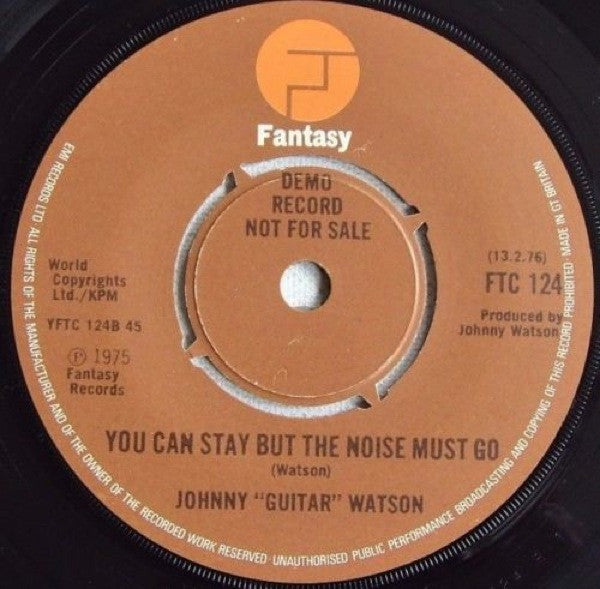 Fantasy
DEMO
RECORD
NOT FOR SALE
World
Copyrights
Ltd./KPM
YFTC 124B 45
℗ 1975
Fantasy
Records
(13.2.76)
FTC 124
Produced by
Johnny Watson
YOU CAN STAY BUT THE NOISE MUST GO
(Watson)
JOHNNY "GUITAR" WATSON
EMI RECORDS LTD ALL RIGHTS OF THE MANUFACTURER AND OF THE OWNER OF THE RECORDED WORK RESERVED · UNAUTHORISED PUBLIC PERFORMANCE BROADCASTING AND COPYING OF THIS RECORD PROHIBITED · MADE IN GT BRITAIN